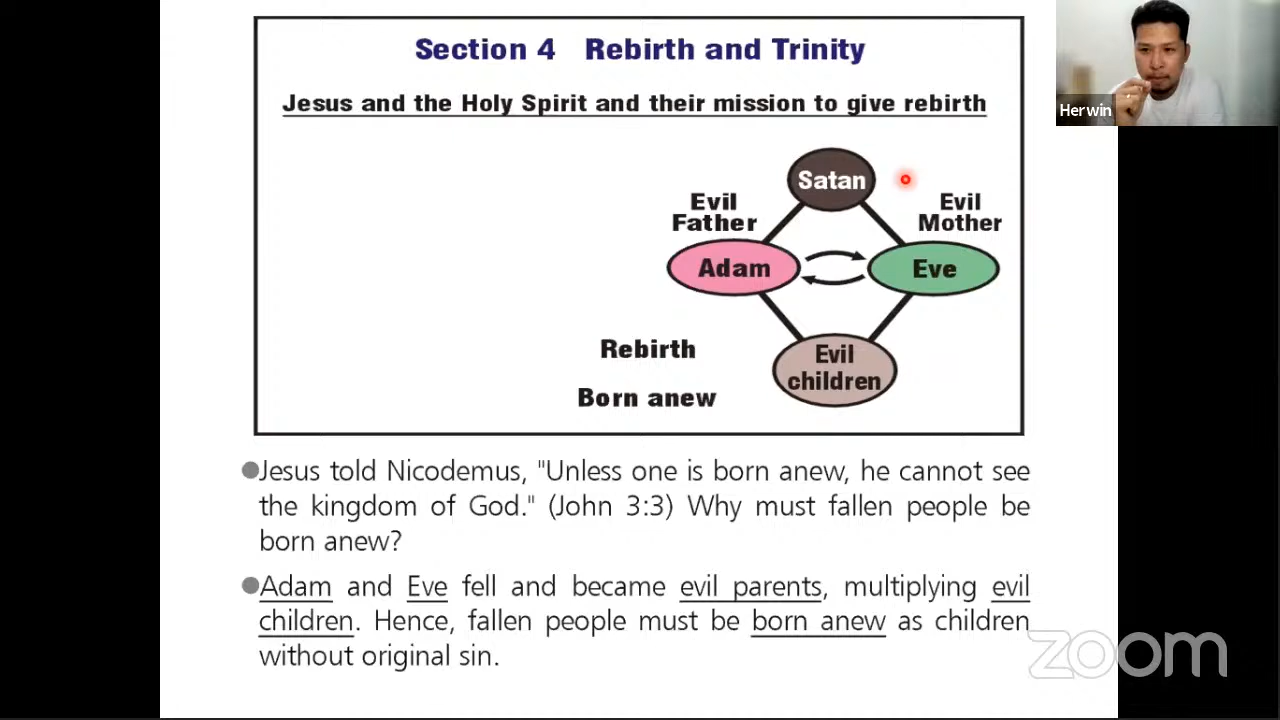 Section 4 Rebirth and Trinity
Jesus and the Holy Spirit and their mission to give rebirth
Herwin
Satan
Evil
Father
Evil
Mother
Adam
Eve
Rebirth
Evil
children
Born anew
Jesus told Nicodemus, "Unless one is born anew, he cannot see
the kingdom of God." (John 3:3) Why must fallen people be
born anew?
Adam and Eve fell and became evil parents, multiplying evil
children. Hence, fallen people must be born anew as children
without original sin.
zoom